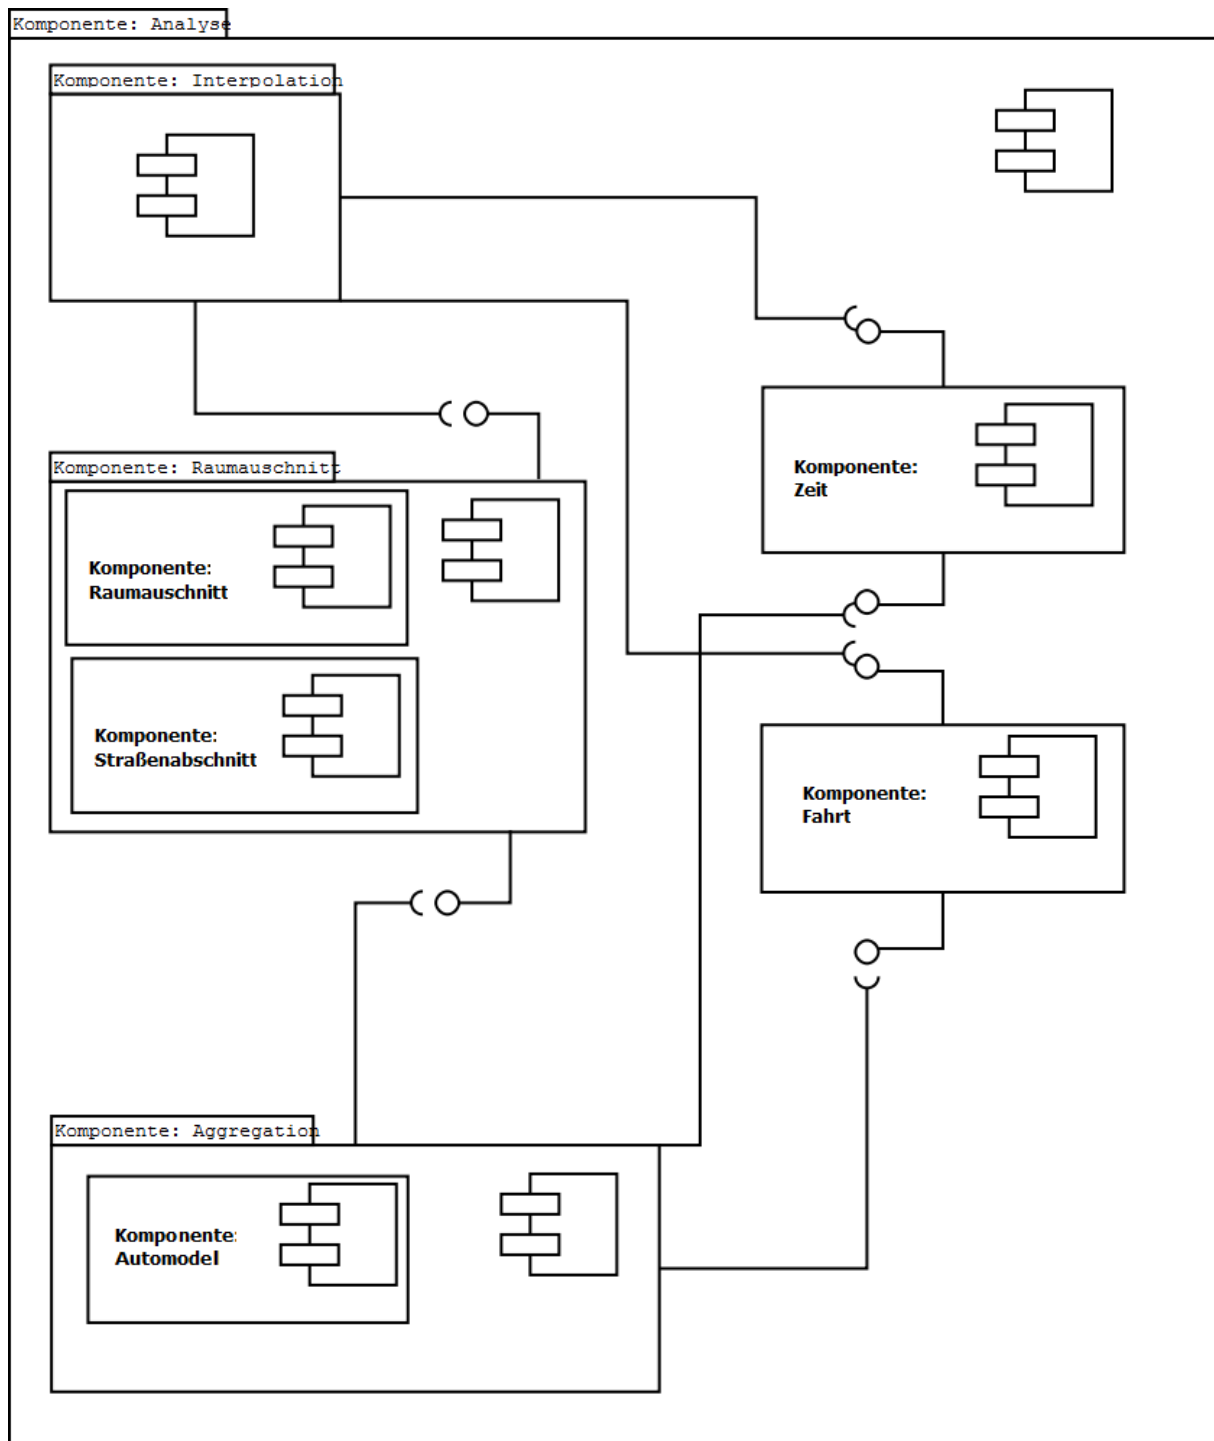 Komponente: Analyse
Komponente: Interpolation
Komponente: Raumauschnitt
Komponente:
Zeit
Komponente:
Raumauschnitt
Komponente:
Straßenabschnitt
Komponente:
Fahrt
Komponente: Aggregation
Komponente:
Automodel